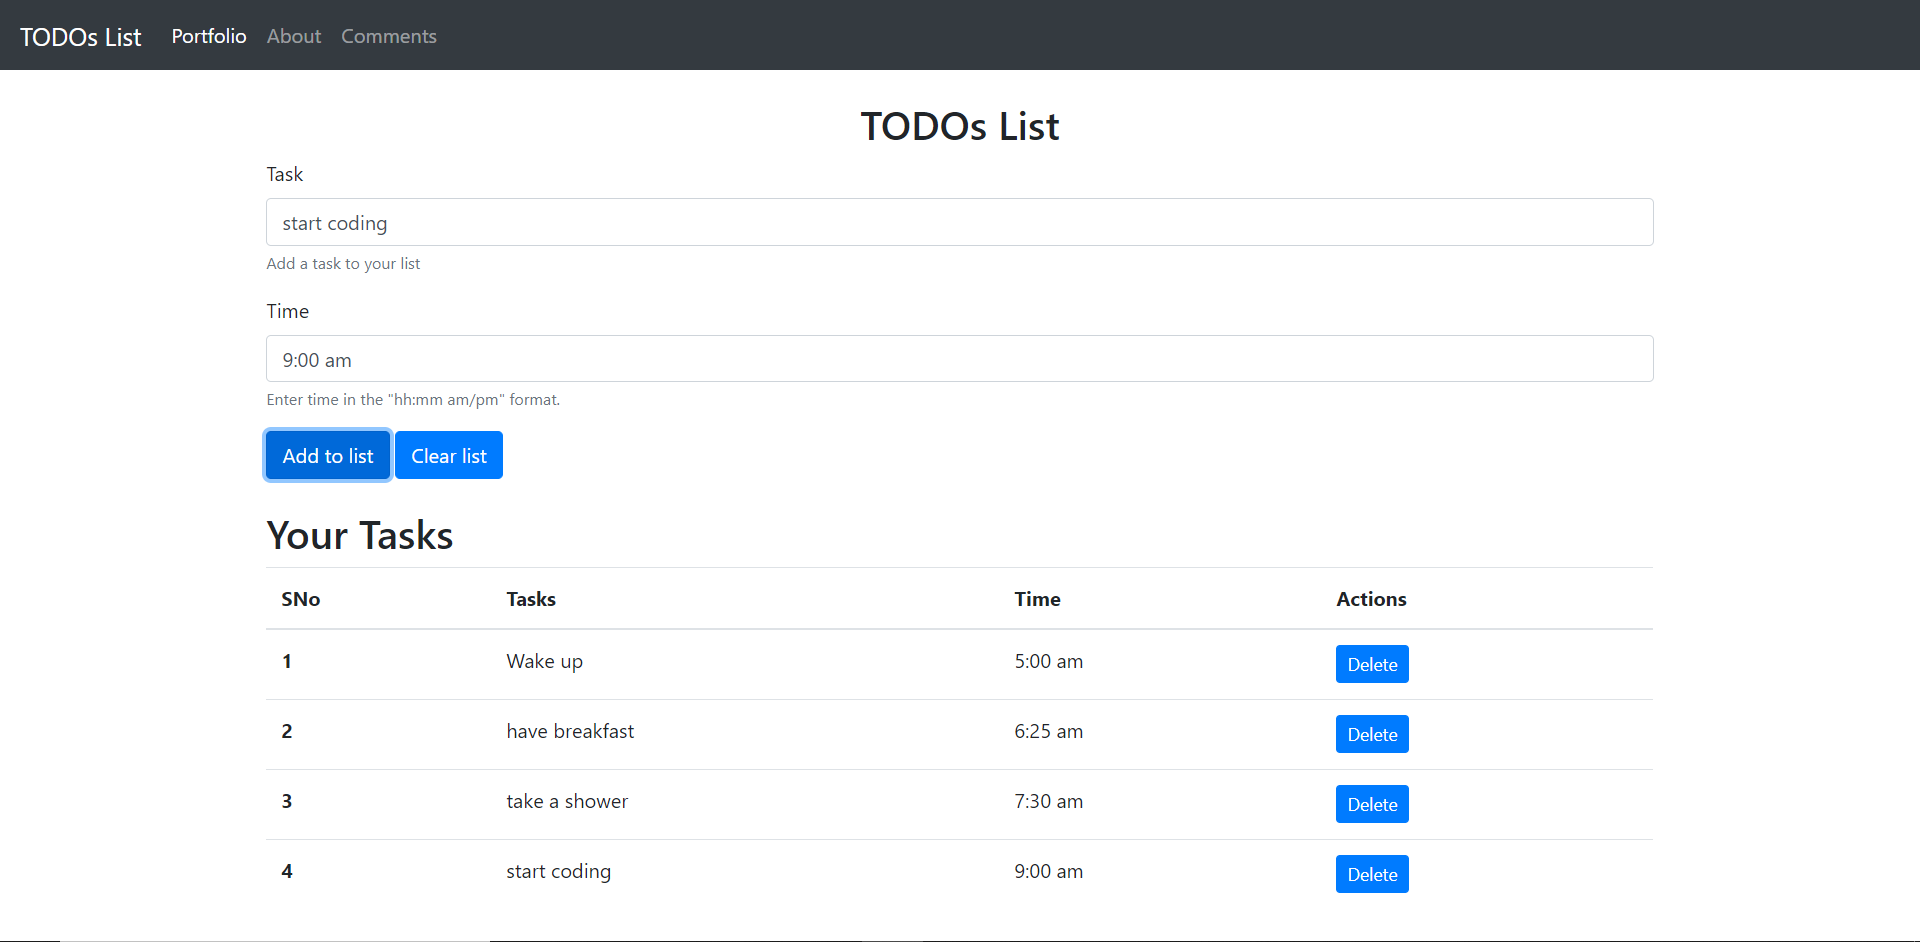 TODOs List Portfolio About Comments
TODOs List
Task
start coding
Add a task to your list
Time
9:00 am
Enter time in the "hh:mm am/pm" format.
Add to list Clear list
Your Tasks
SNo Tasks Time Actions
1 Wake up 5:00 am Delete
2 have breakfast 6:25 am Delete
3 take a shower 7:30 am Delete
4 start coding 9:00 am Delete